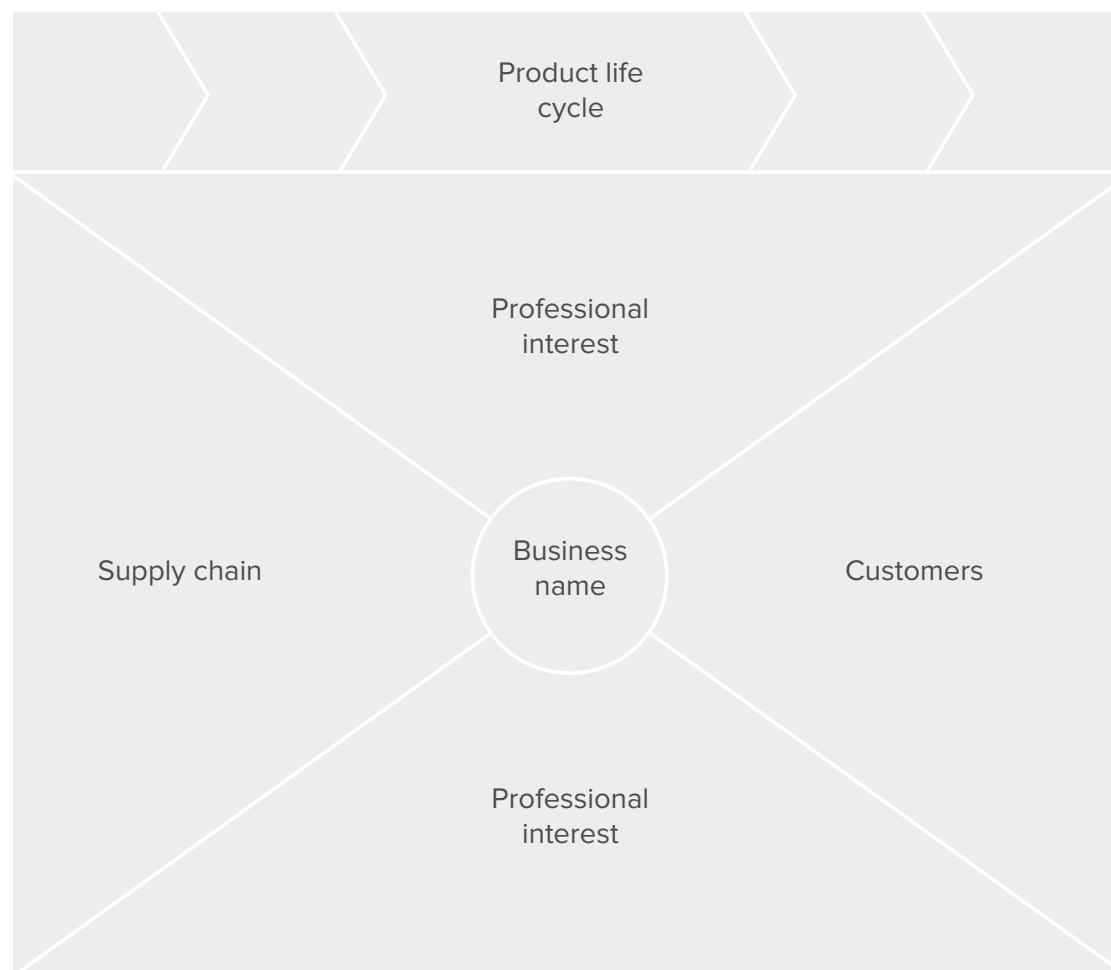 Product life
cycle
Professional
interest
Supply chain
Business
name
Customers
Professional
interest